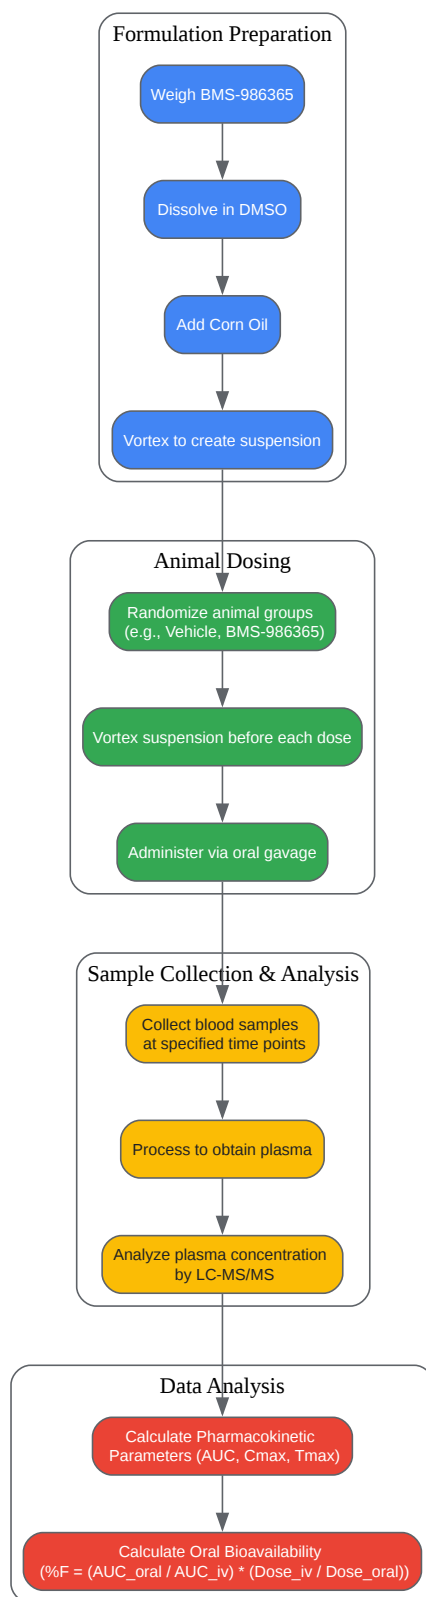 Formulation Preparation
Weigh BMS-986365
Dissolve in DMSO
Add Corn Oil
Vortex to create suspension
Animal Dosing
Randomize animal groups
(e.g., Vehicle, BMS-986365)
Vortex suspension before each dose
Administer via oral gavage
Sample Collection & Analysis
Collect blood samples
at specified time points
Process to obtain plasma
Analyze plasma concentration
by LC-MS/MS
Data Analysis
Calculate Pharmacokinetic
Parameters (AUC, Cmax, Tmax)
Calculate Oral Bioavailability
(%F = (AUC_oral / AUC_iv) * (Dose_iv / Dose_oral))